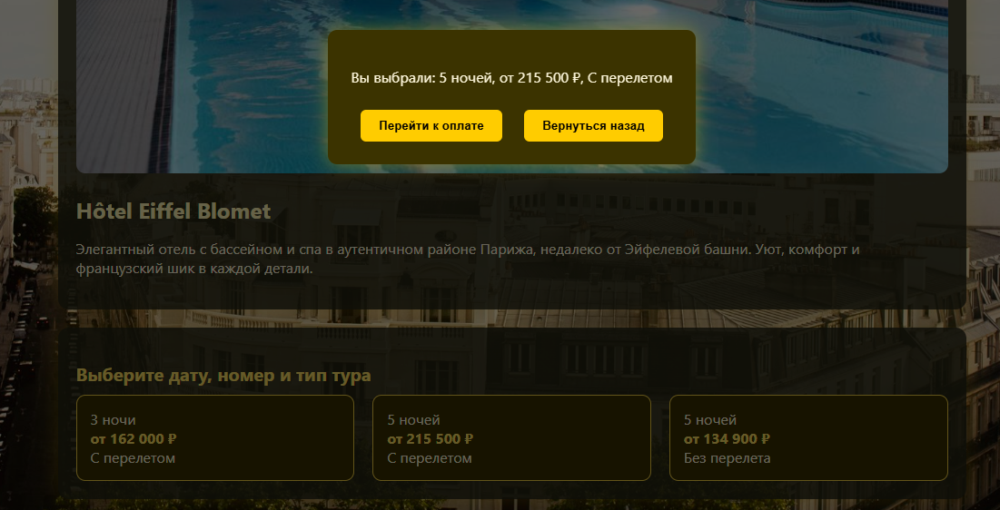 Вы выбрали: 5 ночей, от 215 500 ₽, С перелетом
Перейти к оплате
Вернуться назад
Hôtel Eiffel Blomet
Элегантный отель с бассейном и спа в аутентичном районе Парижа, недалеко от Эйфелевой башни. Уют, комфорт и
французский шик в каждой детали.
Выберите дату, номер и тип тура
3 ночи
от 162 000 ₽
С перелетом
5 ночей
от 215 500 ₽
С перелетом
5 ночей
от 134 900 ₽
Без перелета